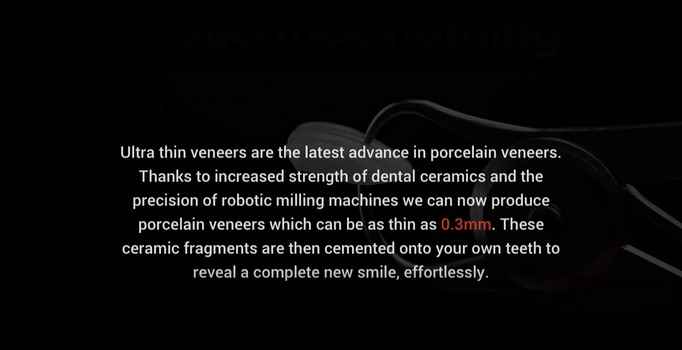 Ultra thin veneers are the latest advance in porcelain veneers.
Thanks to increased strength of dental ceramics and the
precision of robotic milling machines we can now produce
porcelain veneers which can be as thin as 0.3mm. These
ceramic fragments are then cemented onto your own teeth to
reveal a complete new smile, effortlessly.